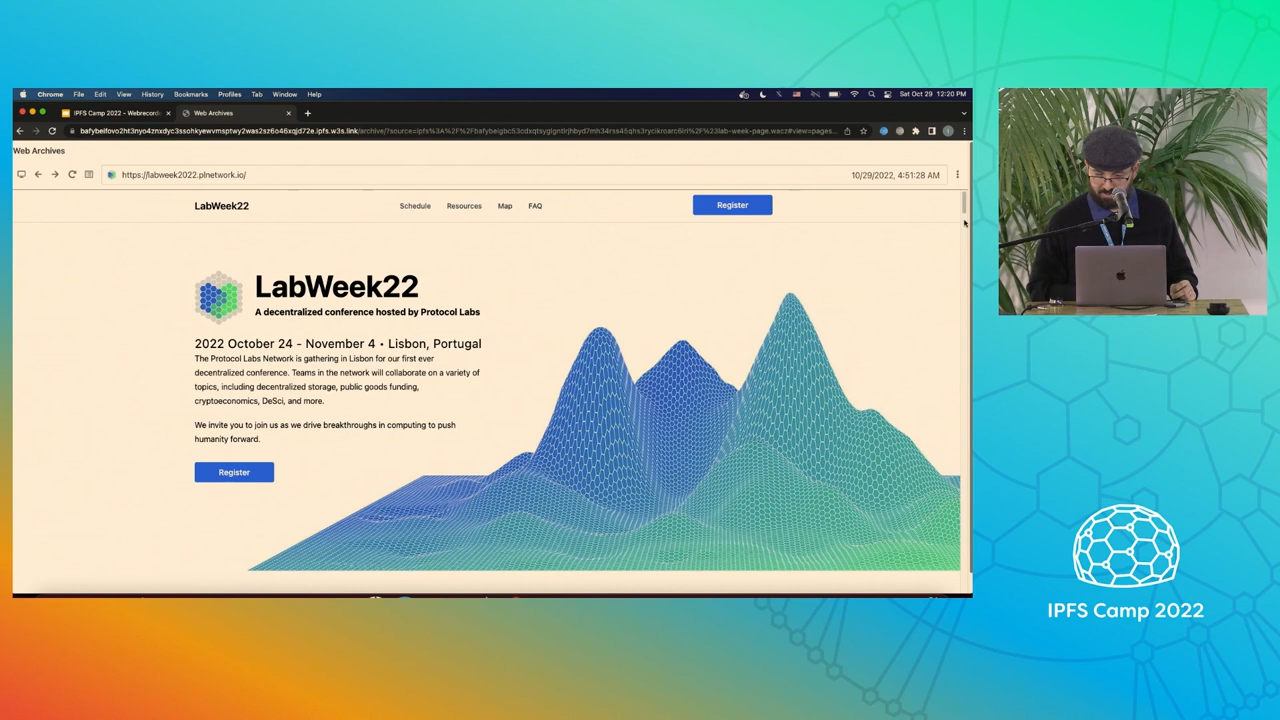 Chrome File Edit View History Bookmarks Profiles Tab Window Help
Sat Oct 29 12:20 PM
IPFS Camp 2022 - Webrecord
Web Archives
Web Archives
https://labweek2022.plnetwork.io/
10/29/2022, 4:51:28 AM
LabWeek22
Schedule Resources Map FAQ
Register
LabWeek22
A decentralized conference hosted by Protocol Labs
2022 October 24 - November 4 • Lisbon, Portugal
The Protocol Labs Network is gathering in Lisbon for our first ever
decentralized conference. Teams in the network will collaborate on a variety of
topics, including decentralized storage, public goods funding,
cryptoeconomics, DeSci, and more.
We invite you to join us as we drive breakthroughs in computing to push
humanity forward.
Register
IPFS Camp 2022